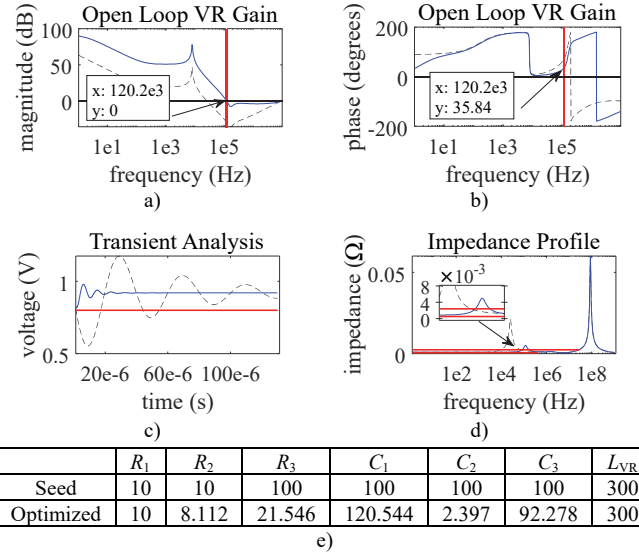 Open Loop VR Gain
magnitude (dB)
100
50
0
x: 120.2e3
y: 0
1e1
1e3
1e5
frequency (Hz)
a)
Open Loop VR Gain
phase (degrees)
200
0
-200
x: 120.2e3
y: 35.84
1e1
1e3
1e5
frequency (Hz)
b)
Transient Analysis
voltage (V)
1
0.5
20e-6
60e-6
100e-6
time (s)
c)
Impedance Profile
impedance (Ω)
0.05
0
× 10⁻³
8
4
0
1e2
1e4
1e6
1e8
frequency (Hz)
d)
R₁ R₂ R₃ C₁ C₂ C₃ L_VR
Seed 10 10 100 100 100 100 300
Optimized 10 8.112 21.546 120.544 2.397 92.278 300
e)